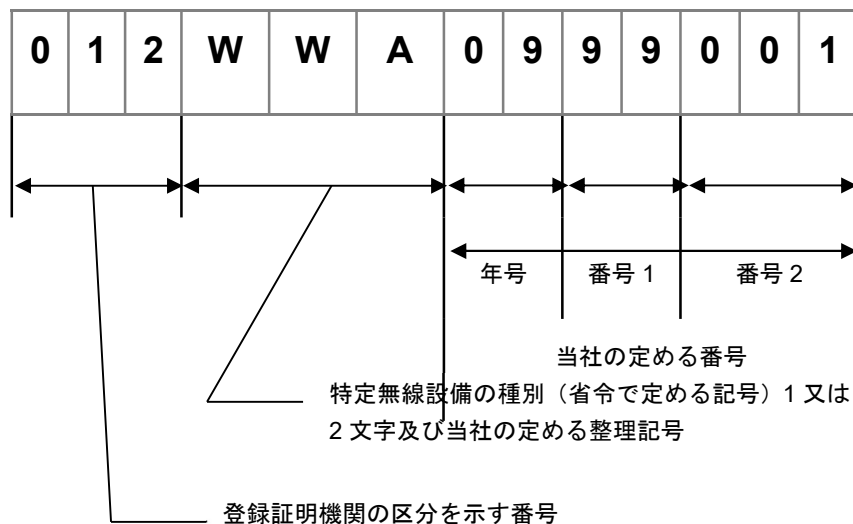 0 1 2 W W A 0 9 9 9 0 0 1
年号 番号 1 番号 2
当社の定める番号
特定無線設備の種別（省令で定める記号）1 又は
2 文字及び当社の定める整理記号
登録証明機関の区分を示す番号